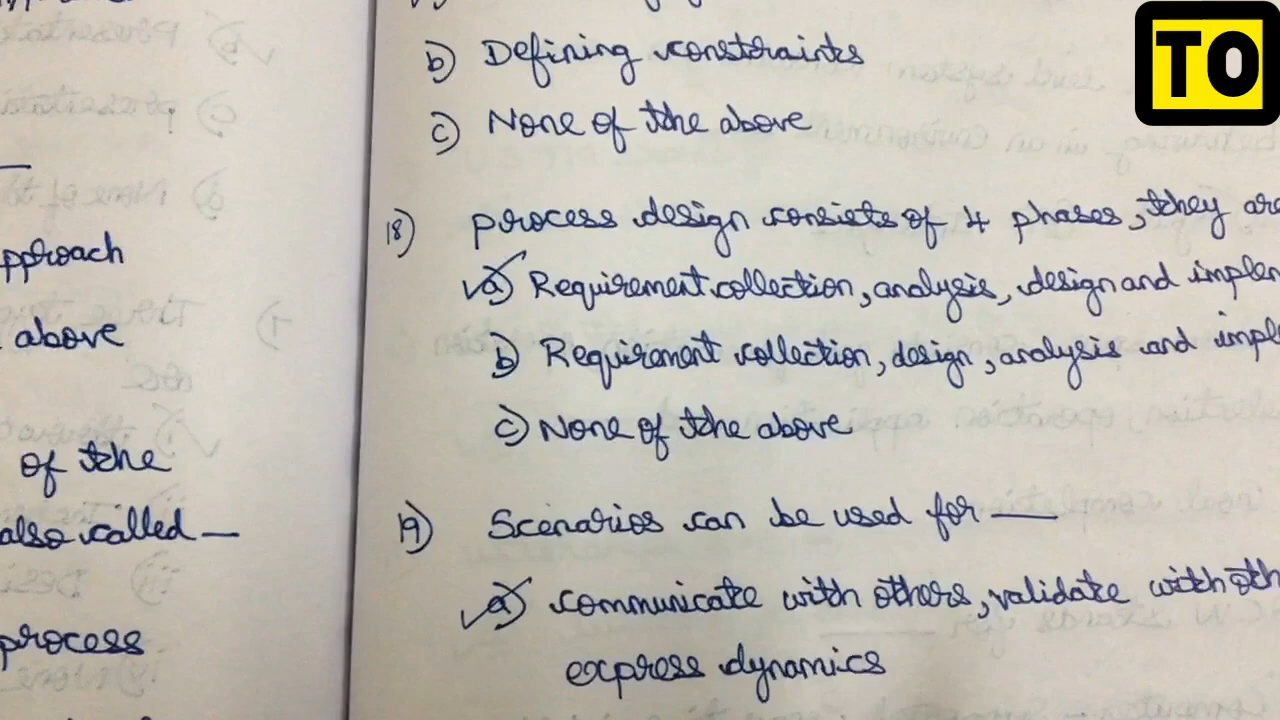 TO
b) Defining constraints
c) None of the above
18) process design consists of 4 phases, they are
a) Requirement collection, analysis, design and implem
b) Requirement collection, design, analysis and imple
c) None of the above
19) Scenarios can be used for —
a) communicate with others, validate with oth
express dynamics
pproach
above
of the
also called —
process